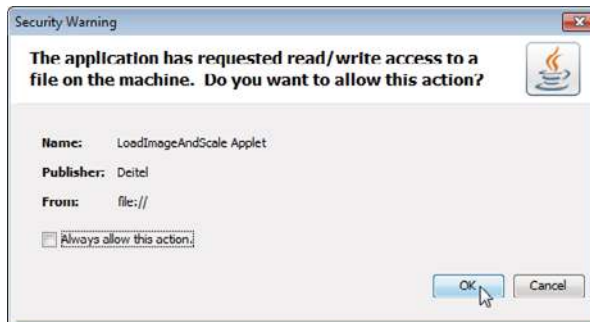 Security Warning
The application has requested read/write access to a
file on the machine. Do you want to allow this action?
Name: LoadImageAndScale Applet
Publisher: Deitel
From: file://
Always allow this action.
OK Cancel